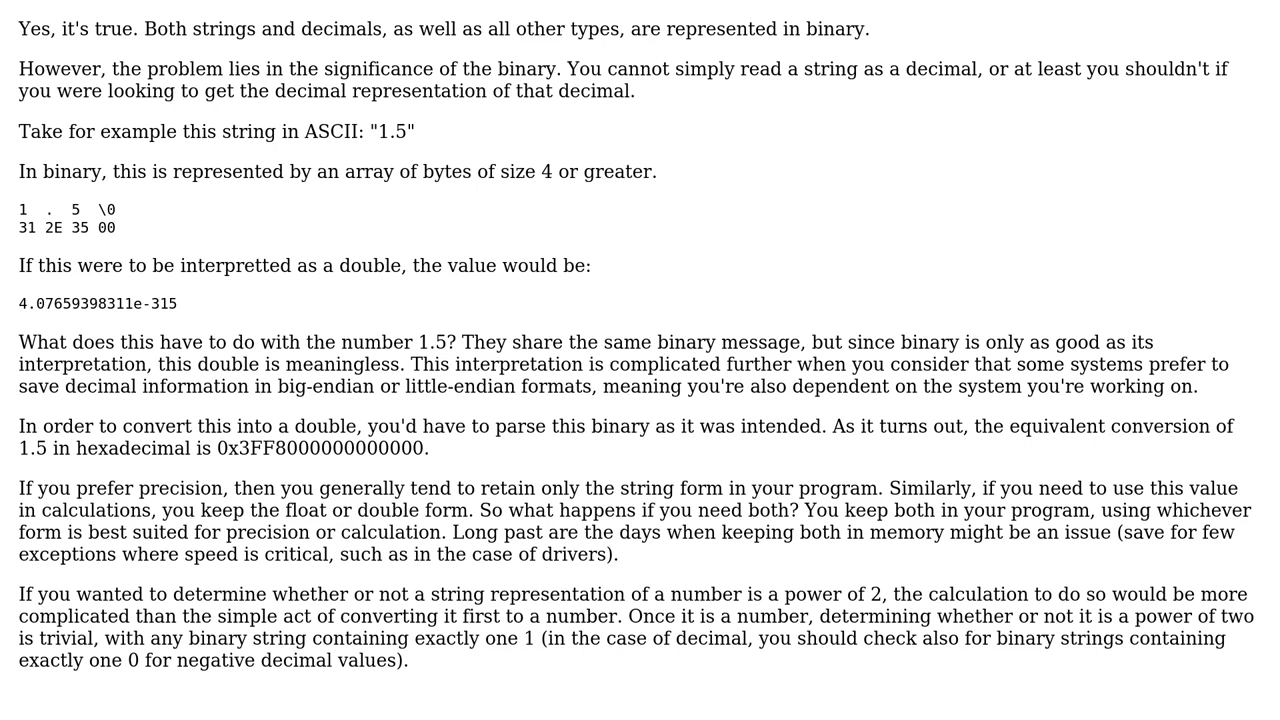 Yes, it's true. Both strings and decimals, as well as all other types, are represented in binary.
However, the problem lies in the significance of the binary. You cannot simply read a string as a decimal, or at least you shouldn't if
you were looking to get the decimal representation of that decimal.
Take for example this string in ASCII: "1.5"
In binary, this is represented by an array of bytes of size 4 or greater.
1  .  5  \0
31 2E 35 00
If this were to be interpretted as a double, the value would be:
4.07659398311e-315
What does this have to do with the number 1.5? They share the same binary message, but since binary is only as good as its
interpretation, this double is meaningless. This interpretation is complicated further when you consider that some systems prefer to
save decimal information in big-endian or little-endian formats, meaning you're also dependent on the system you're working on.
In order to convert this into a double, you'd have to parse this binary as it was intended. As it turns out, the equivalent conversion of
1.5 in hexadecimal is 0x3FF8000000000000.
If you prefer precision, then you generally tend to retain only the string form in your program. Similarly, if you need to use this value
in calculations, you keep the float or double form. So what happens if you need both? You keep both in your program, using whichever
form is best suited for precision or calculation. Long past are the days when keeping both in memory might be an issue (save for few
exceptions where speed is critical, such as in the case of drivers).
If you wanted to determine whether or not a string representation of a number is a power of 2, the calculation to do so would be more
complicated than the simple act of converting it first to a number. Once it is a number, determining whether or not it is a power of two
is trivial, with any binary string containing exactly one 1 (in the case of decimal, you should check also for binary strings containing
exactly one 0 for negative decimal values).